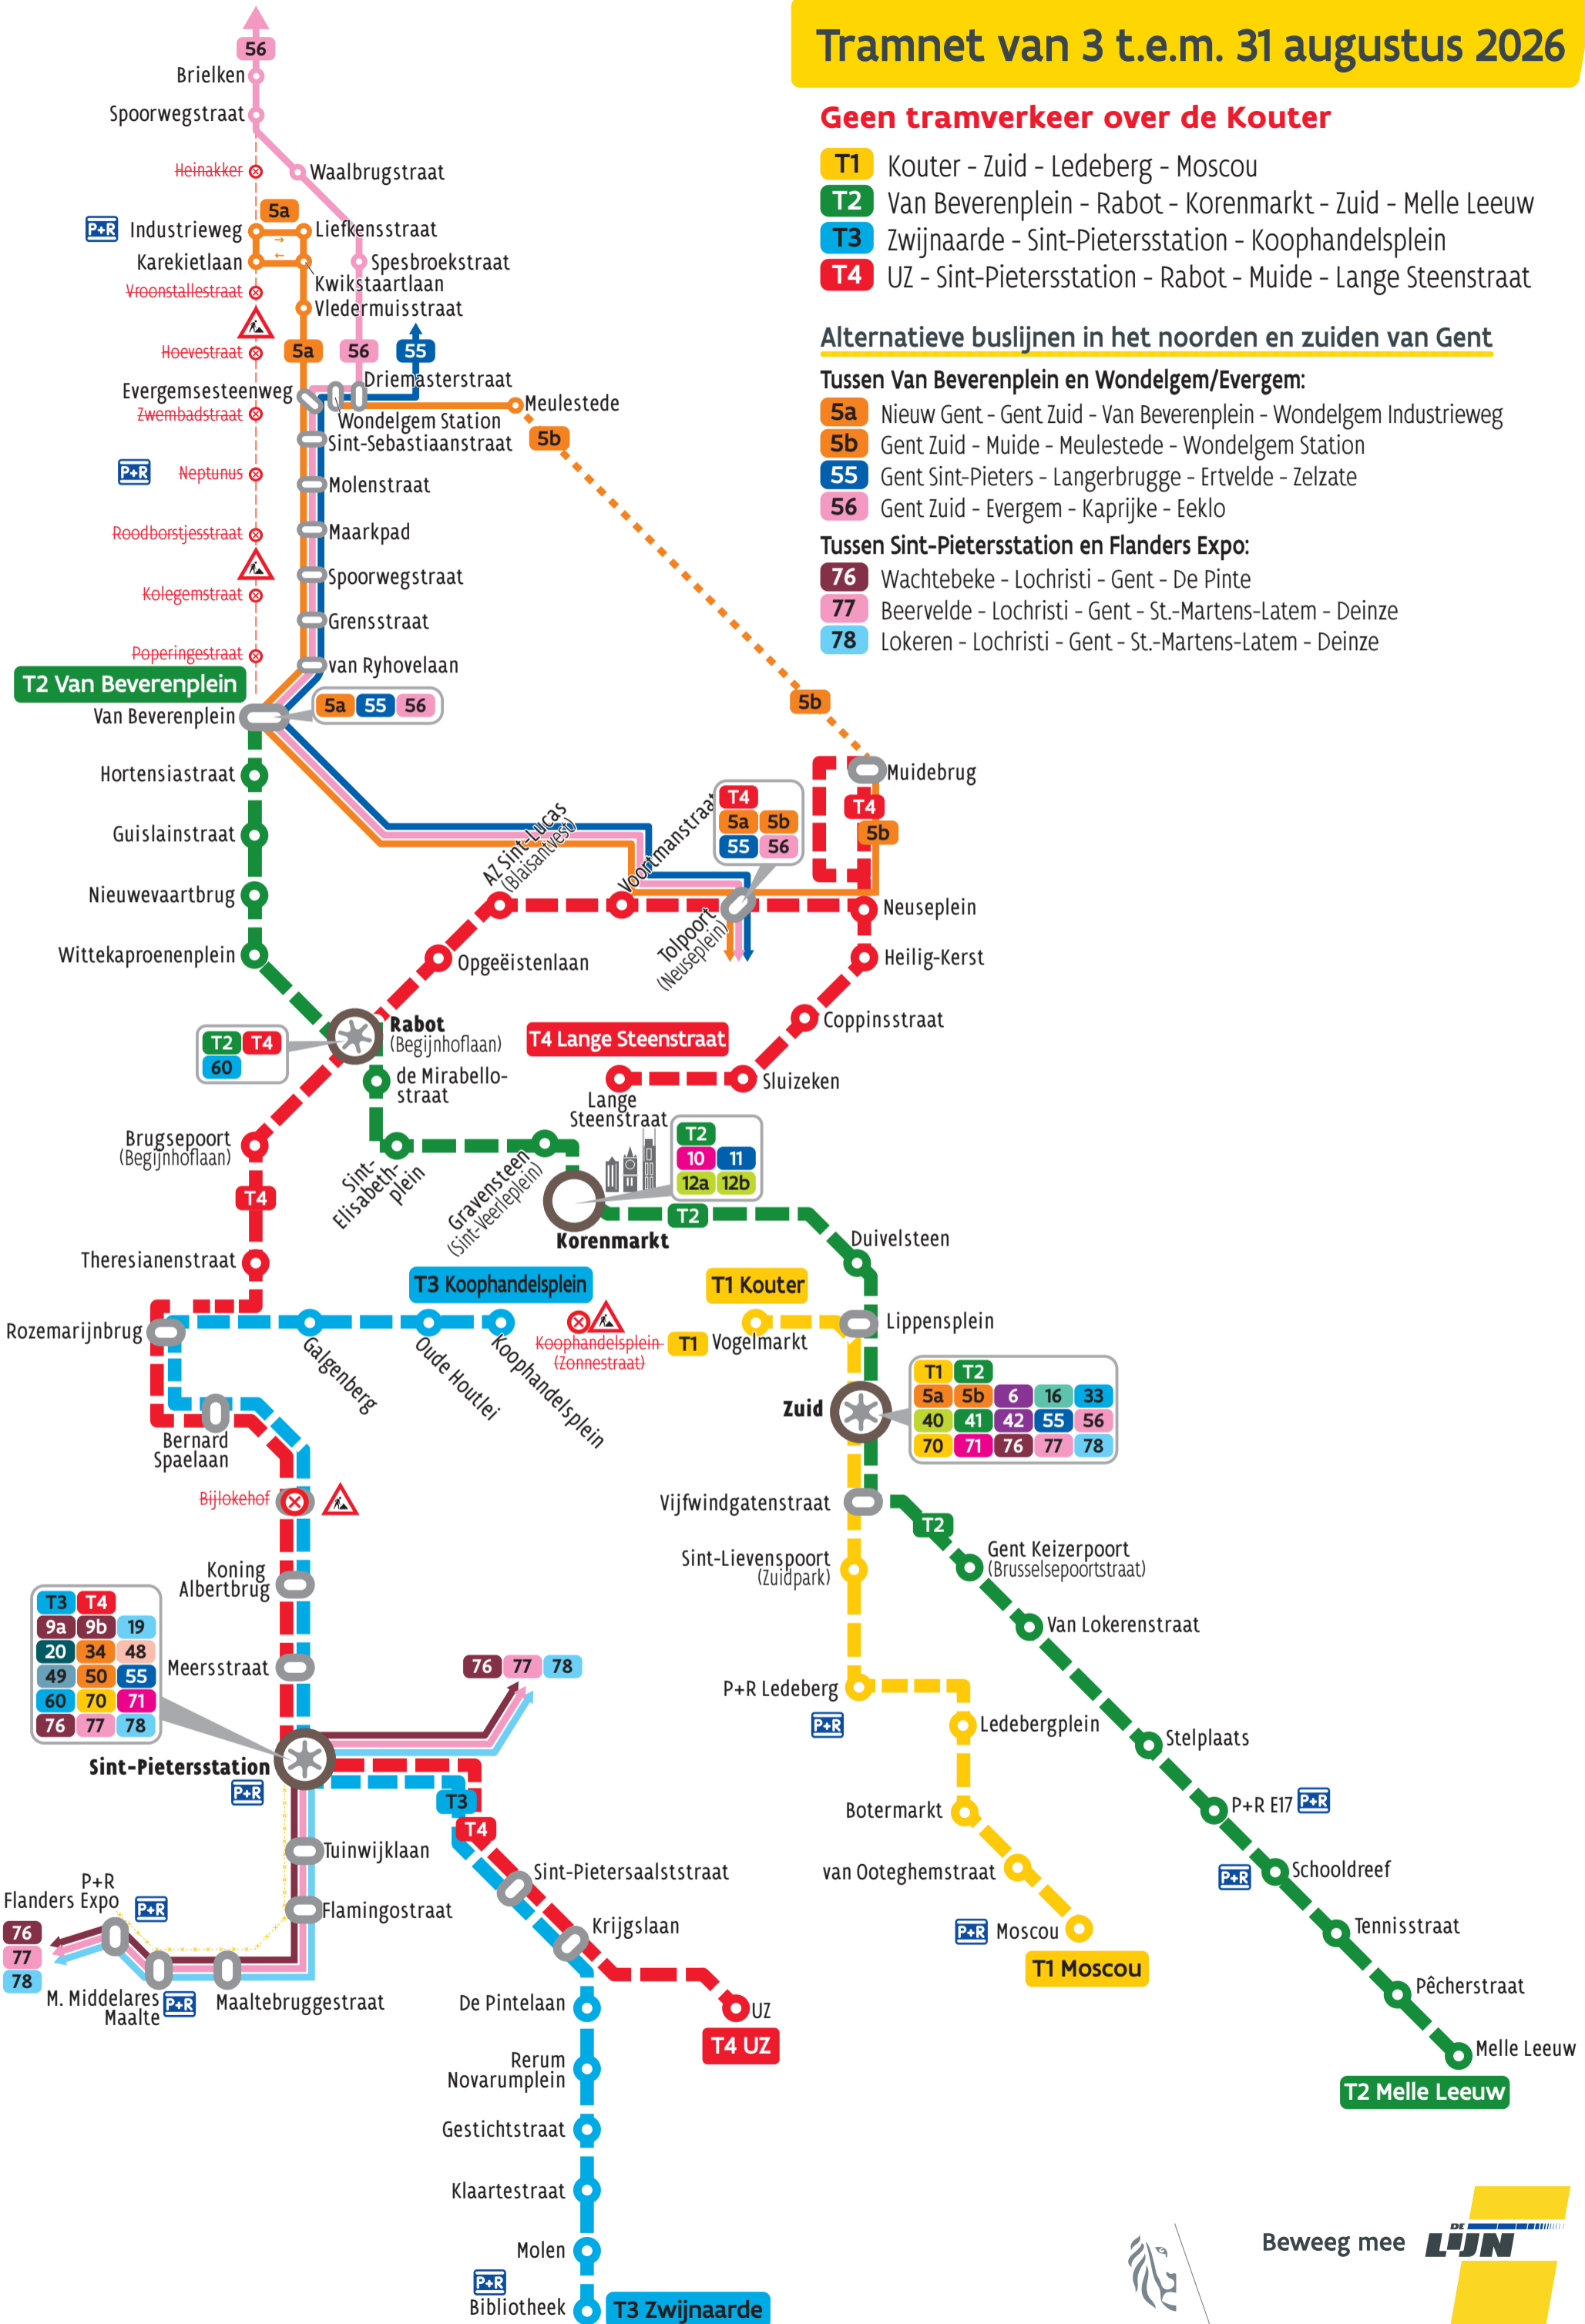 Tramnet van 3 t.e.m. 31 augustus 2026
Geen tramverkeer over de Kouter
T1 Kouter - Zuid - Ledeberg - Moscou
T2 Van Beverenplein - Rabot - Korenmarkt - Zuid - Melle Leeuw
T3 Zwijnaarde - Sint-Pietersstation - Koophandelsplein
T4 UZ - Sint-Pietersstation - Rabot - Muide - Lange Steenstraat
Alternatieve buslijnen in het noorden en zuiden van Gent
Tussen Van Beverenplein en Wondelgem/Evergem:
5a Nieuw Gent - Gent Zuid - Van Beverenplein - Wondelgem Industrieweg
5b Gent Zuid - Muide - Meulestede - Wondelgem Station
55 Gent Sint-Pieters - Langerbrugge - Ertvelde - Zelzate
56 Gent Zuid - Evergem - Kaprijke - Eeklo
Tussen Sint-Pietersstation en Flanders Expo:
76 Wachtebeke - Lochristi - Gent - De Pinte
77 Beervelde - Lochristi - Gent - St.-Martens-Latem - Deinze
78 Lokeren - Lochristi - Gent - St.-Martens-Latem - Deinze
56
Brielken
Spoorwegstraat
Heinakker
Waalbrugstraat
5a
P+R Industrieweg
Liefkensstraat
Karekietlaan
Spesbroekstraat
Kwikstaartlaan
Vroonstallestraat
Vledermuisstraat
Hoevestraat
5a 56 55
Evergemsesteenweg
Driemasterstraat
Zwembadstraat
Wondelgem Station
Meulestede
5b
Sint-Sebastiaanstraat
P+R Neptunus
Molenstraat
Roodborstjesstraat
Maarkpad
Kolegemstraat
Spoorwegstraat
Grensstraat
Poperingestraat
van Ryhovelaan
T2 Van Beverenplein
Van Beverenplein
5a 55 56
5b
Hortensiastraat
Muidebrug
T4
5a 5b
55 56
T4
5b
Guislainstraat
AZ Sint-Lucas
(Blaisantvest)
Voortmanstraat
Nieuwevaartbrug
Tolpoort
(Neuseplein)
Neuseplein
Wittekaproenenplein
Opgeëistenlaan
Heilig-Kerst
Coppinsstraat
Rabot
(Begijnhoflaan)
T2 T4
60
T4 Lange Steenstraat
de Mirabello-
straat
Sluizeken
Lange
Steenstraat
Brugsepoort
(Begijnhoflaan)
Sint-
Elisabeth-
plein
Gravensteen
(Sint-Veerleplein)
T2
10 11
12a 12b
T4
Korenmarkt
T2
Duivelsteen
Theresianenstraat
T3 Koophandelsplein
T1 Kouter
Rozemarijnbrug
Galgenberg
Oude Houtlei
Koophandelsplein
Koophandelsplein
(Zonnestraat)
T1 Vogelmarkt
Lippensplein
Zuid
T1 T2
5a 5b 6 16 33
40 41 42 55 56
70 71 76 77 78
Bernard
Spaelaan
Bijlokehof
Vijfwindgatenstraat
T2
Koning
Albertbrug
Sint-Lievenspoort
(Zuidpark)
Gent Keizerpoort
(Brusselsepoortstraat)
T3 T4
9a 9b 19
20 34 48
49 50 55
60 70 71
76 77 78
Van Lokerenstraat
Meersstraat
76 77 78
P+R Ledeberg
P+R
Ledebergplein
Stelplaats
Sint-Pietersstation
P+R
T3
T4
Botermarkt
P+R E17 P+R
Tuinwijklaan
Sint-Pietersaalststraat
van Ooteghemstraat
P+R
Schooldreef
P+R
Flanders Expo
P+R
Flamingostraat
Krijgslaan
P+R Moscou
T1 Moscou
Tennisstraat
76
77
78
M. Middelares
Maalte
P+R
Maaltebruggestraat
De Pintelaan
UZ
T4 UZ
Pêcherstraat
Melle Leeuw
T2 Melle Leeuw
Rerum
Novarumplein
Gestichtstraat
Klaartestraat
Molen
P+R
Bibliotheek
T3 Zwijnaarde
Beweeg mee
DE
LIJN